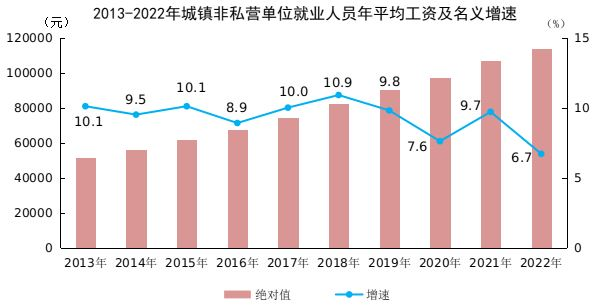 2013-2022年城镇非私营单位就业人员年平均工资及名义增速
(元) (%)
120000 15
100000
80000 10
60000
40000 5
20000
0 0
10.1 9.5 10.1 8.9 10.0 10.9 9.8 7.6 9.7 6.7
2013年 2014年 2015年 2016年 2017年 2018年 2019年 2020年 2021年 2022年
绝对值 增速